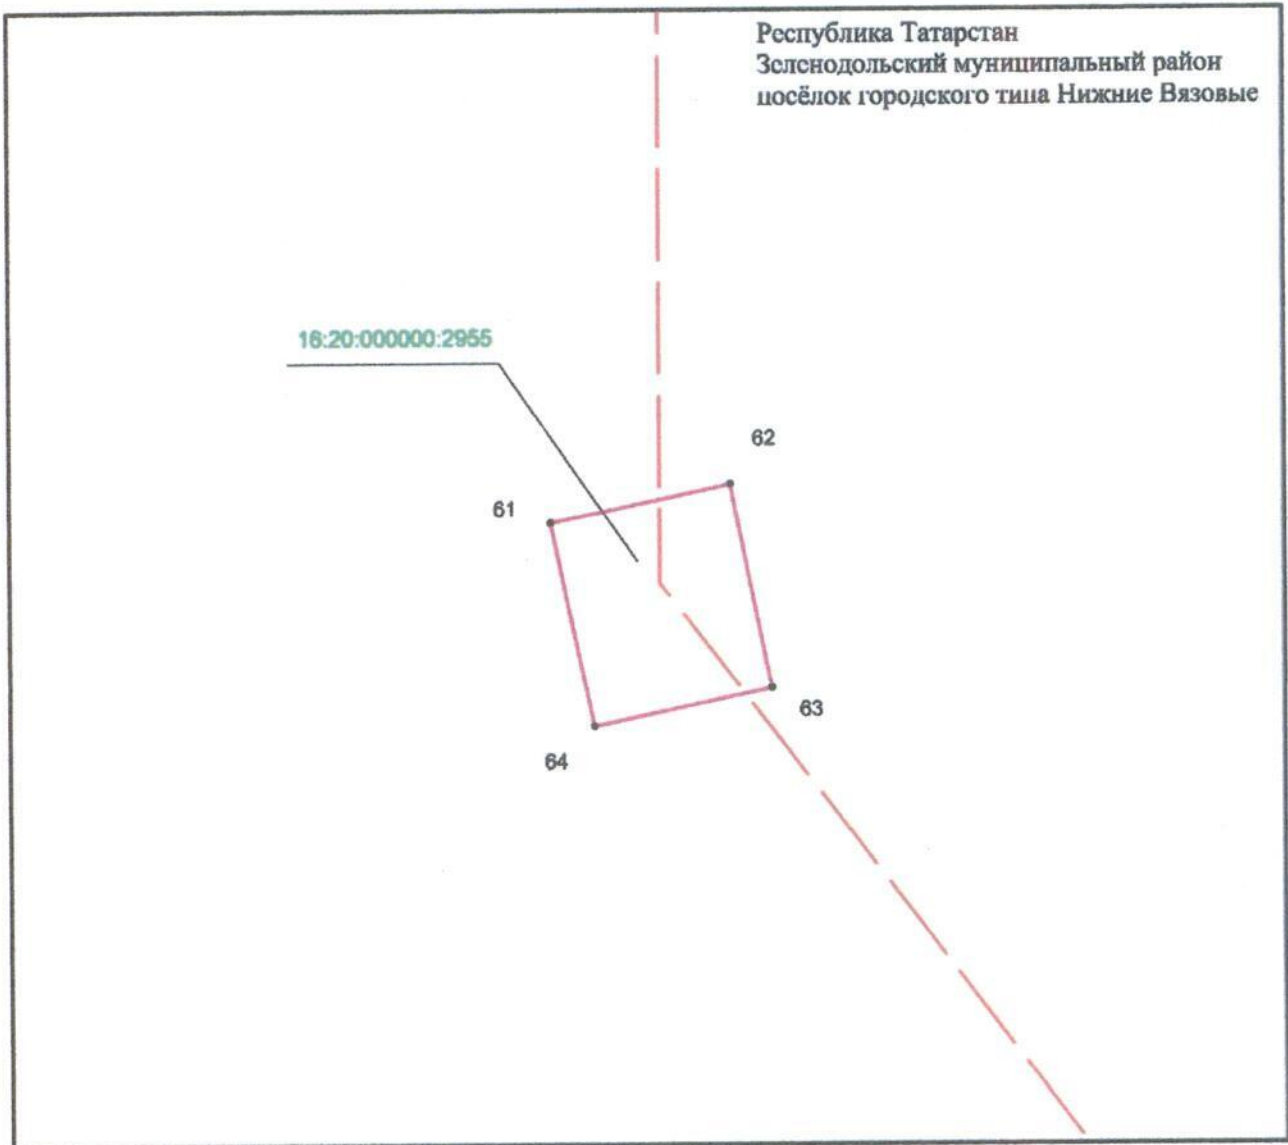 Республика Татарстан
Зеленодольский муниципальный район
посёлок городского типа Нижние Вязовые
16:20:000000:2955
62
61
63
64